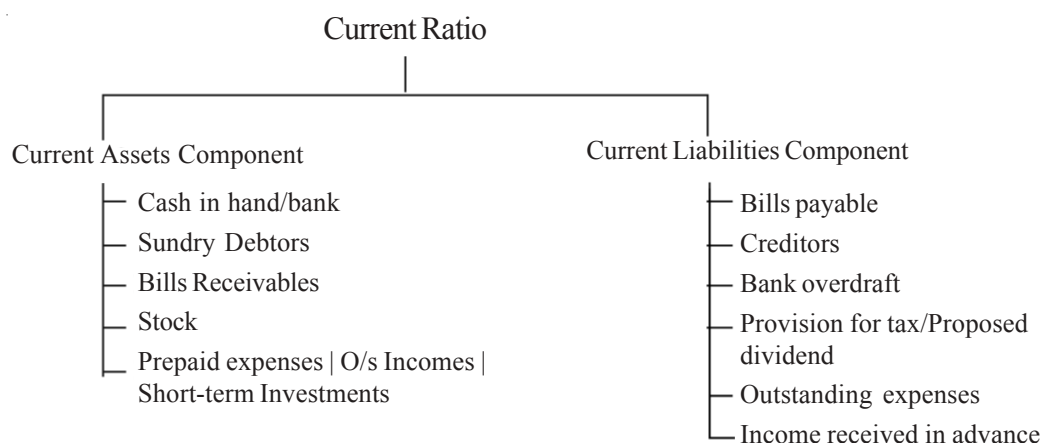 Current Ratio
Current Assets Component
Cash in hand/bank
Sundry Debtors
Bills Receivables
Stock
Prepaid expenses | O/s Incomes |
Short-term Investments
Current Liabilities Component
Bills payable
Creditors
Bank overdraft
Provision for tax/Proposed
dividend
Outstanding expenses
Income received in advance